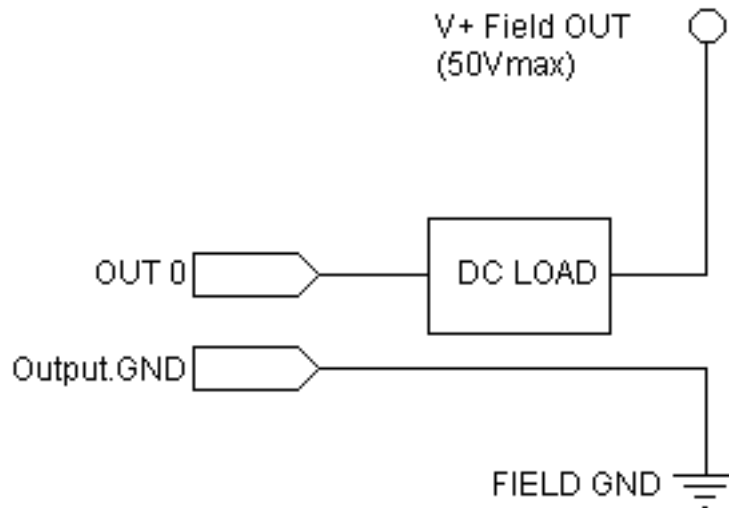 V+ Field OUT
(50Vmax)
OUT 0
DC LOAD
Output.GND
FIELD GND